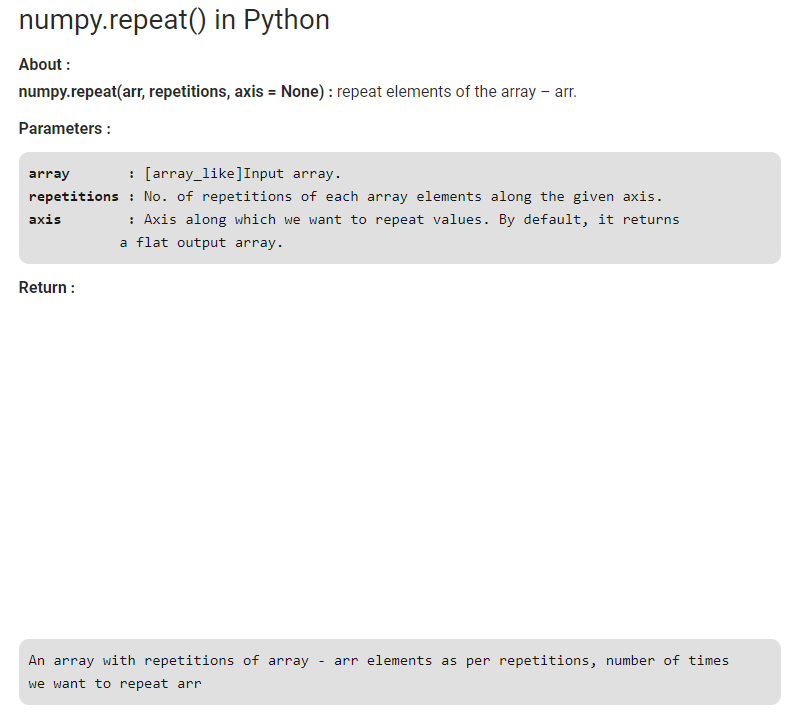 numpy.repeat() in Python
About :
numpy.repeat(arr, repetitions, axis = None) : repeat elements of the array – arr.
Parameters :
array       : [array_like]Input array.
repetitions : No. of repetitions of each array elements along the given axis.
axis        : Axis along which we want to repeat values. By default, it returns
a flat output array.
Return :
An array with repetitions of array - arr elements as per repetitions, number of times
we want to repeat arr